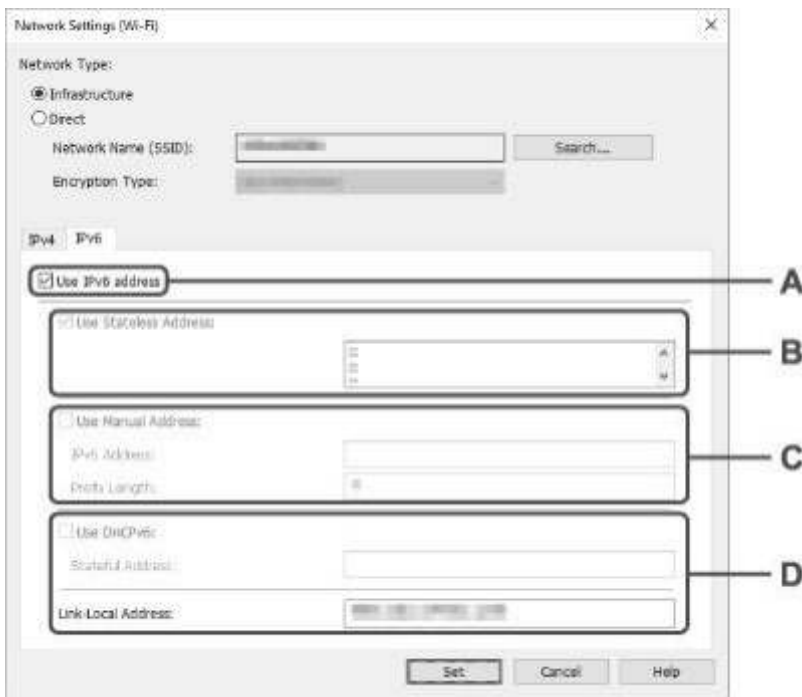 Network Settings (Wi-Fi)
Network Type:
Infrastructure
Direct
Network Name (SSID):
Search...
Encryption Type:
IPv4 IPv6
Use IPv6 address
A
Use Stateless Address:
B
Use Manual Address:
IPv6 Address:
C
Prefix Length:
Use DHCPv6:
Stateful Address:
D
Link-Local Address:
Set Cancel Help